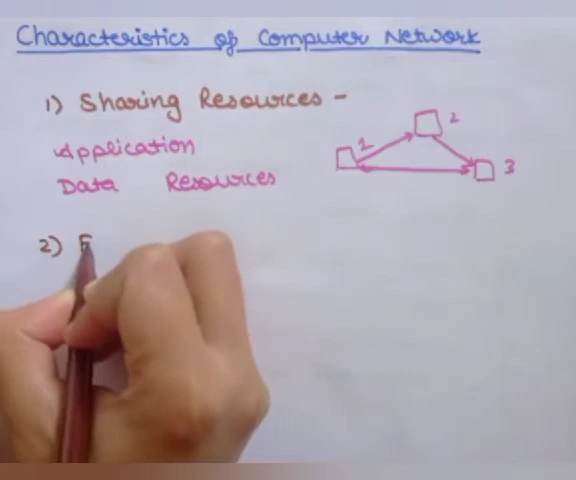 Characteristics of Computer Network
1) Sharing Resources -
Application
Data Resources
1
2
3
2) F